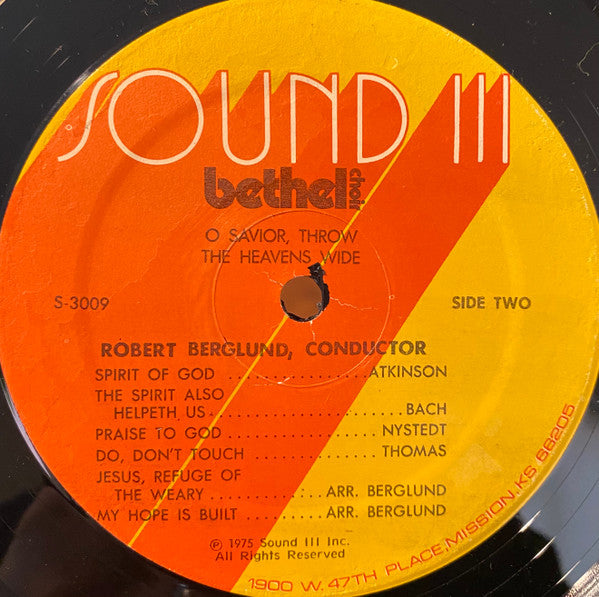 SOUND III
bethel choir
O SAVIOR, THROW
THE HEAVENS WIDE
S-3009
SIDE TWO
ROBERT BERGLUND, CONDUCTOR
SPIRIT OF GOD ................ATKINSON
THE SPIRIT ALSO
HELPETH US.....................BACH
PRAISE TO GOD................NYSTEDT
DO, DON'T TOUCH .............THOMAS
JESUS, REFUGE OF
THE WEARY .............ARR. BERGLUND
MY HOPE IS BUILT .........ARR. BERGLUND
℗ 1975 Sound III Inc.
All Rights Reserved
1900 W. 47TH PLACE, MISSION, KS 66205